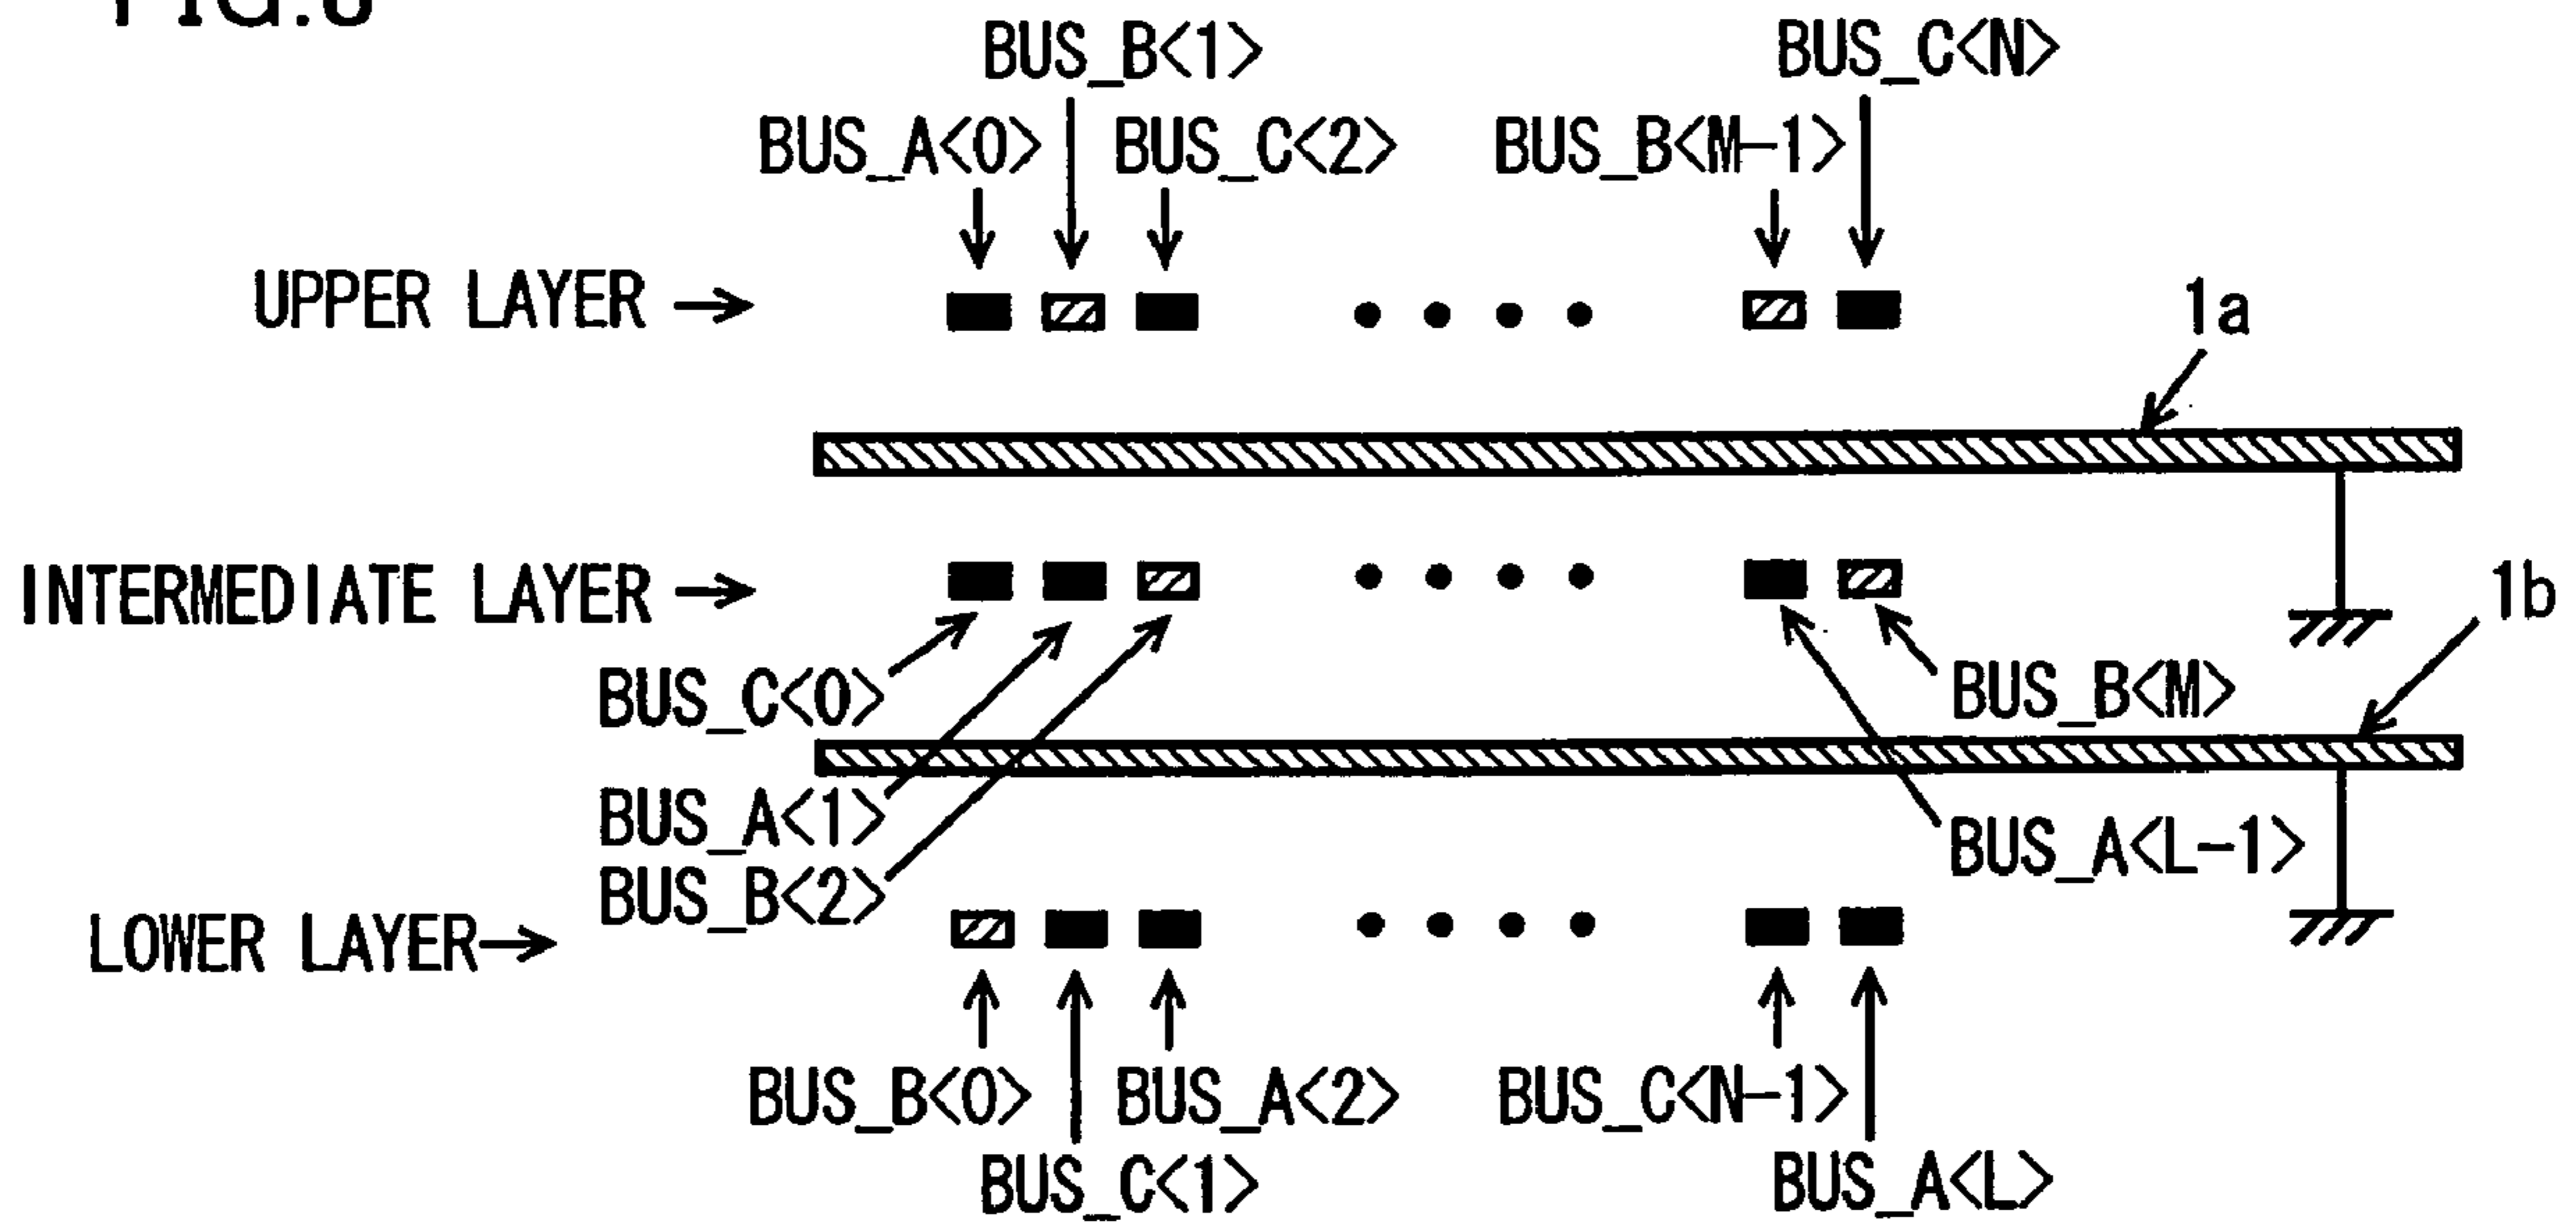 BUS_B<1>
BUS_C<N>
BUS_A<0>
BUS_C<2>
BUS_B<M-1>
UPPER LAYER
1a
INTERMEDIATE LAYER
1b
BUS_C<0>
BUS_B<M>
BUS_A<1>
BUS_A<L-1>
BUS_B<2>
LOWER LAYER
BUS_B<0>
BUS_A<2>
BUS_C<N-1>
BUS_C<1>
BUS_A<L>